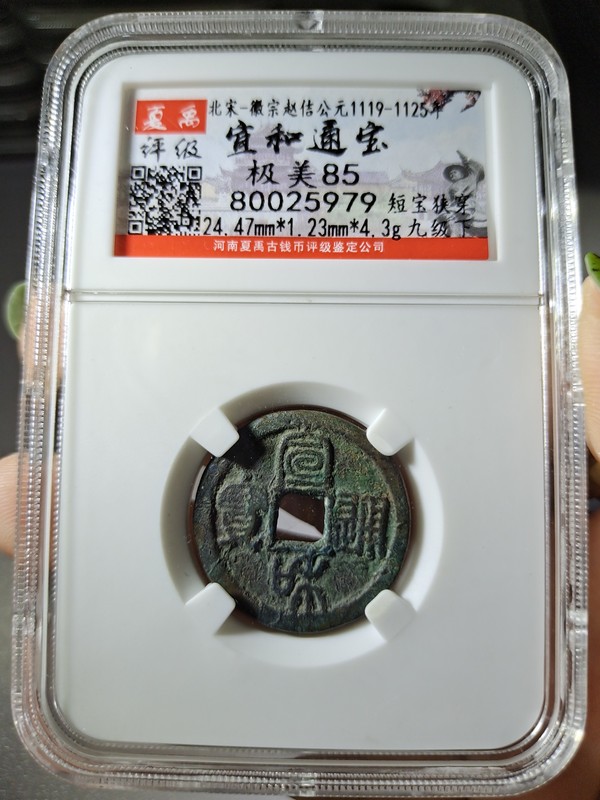 夏禹
评级
北宋-徽宗赵佶公元1119-1125年
宣和通宝
极美85
80025979 短宝狭穿
24.47mm*1.23mm*4.3g 九级下
河南夏禹古钱币评级鉴定公司
宣和通寳